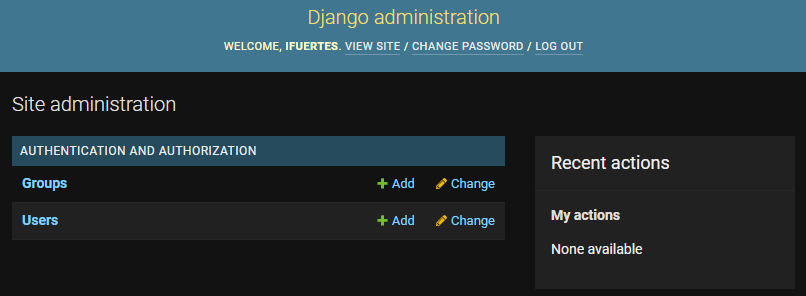 Django administration
WELCOME, IFUERTES. VIEW SITE / CHANGE PASSWORD / LOG OUT
Site administration
AUTHENTICATION AND AUTHORIZATION
Groups Add Change
Users Add Change
Recent actions
My actions
None available